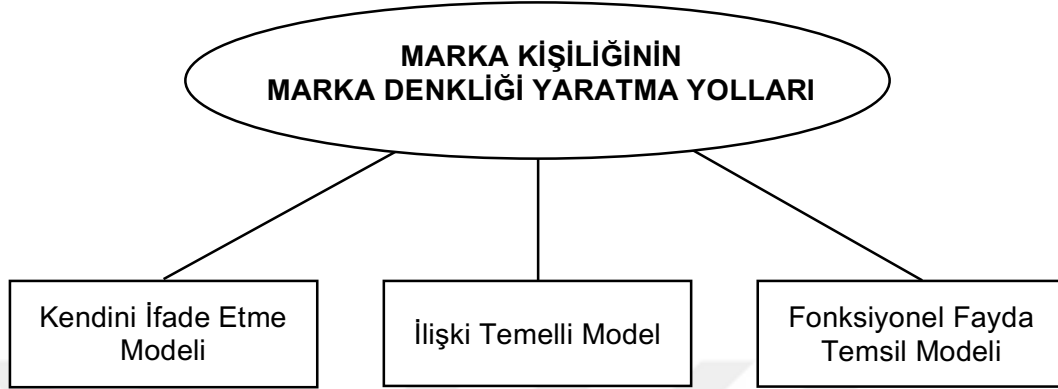 MARKA KİŞİLİĞİNİN
MARKA DENKLİĞİ YARATMA YOLLARI
Kendini İfade Etme
Modeli
İlişki Temelli Model
Fonksiyonel Fayda
Temsil Modeli